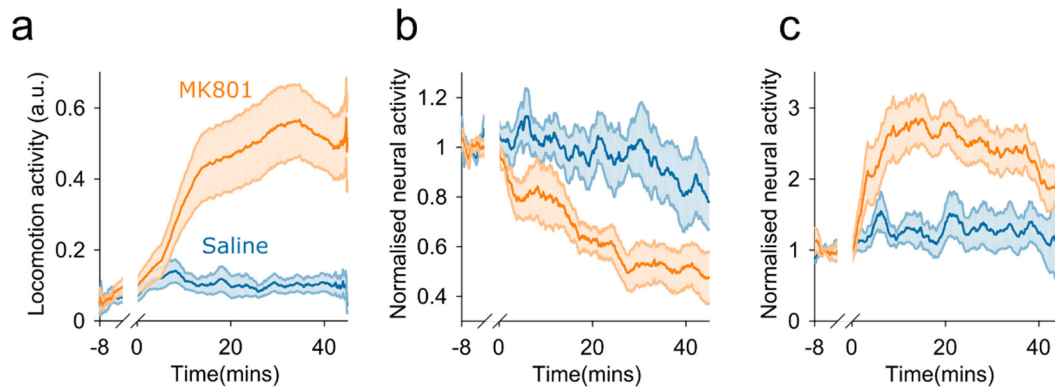 a
Locomotion activity (a.u.)
0.6
0.4
0.2
0
MK801
Saline
-8
0
20
40
Time(mins)
b
Normalised neural activity
1.2
1
0.8
0.6
0.4
-8
0
20
40
Time(mins)
c
Normalised neural activity
3
2
1
0
-8
0
20
40
Time(mins)